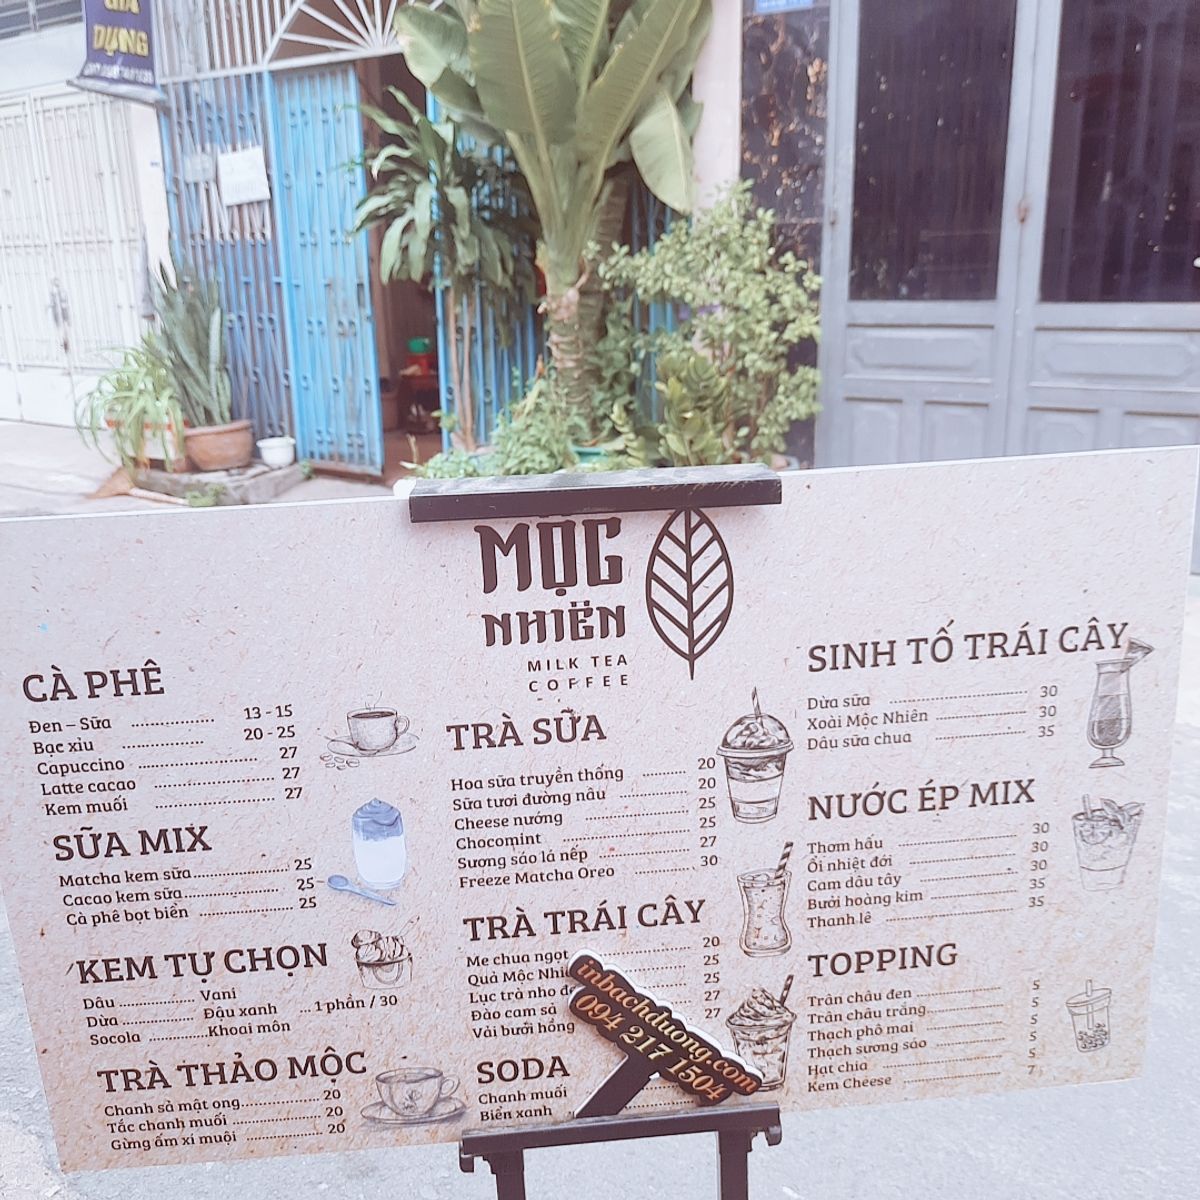 DỤNG
MỘC
NHIÊN
MILK TEA
COFFEE
CÀ PHÊ
Đen – Sữa 13 - 15
Bạc xỉu 20 - 25
Capuccino 27
Latte cacao 27
Kem muối 27
SỮA MIX
Matcha kem sữa 25
Cacao kem sữa 25
Cà phê bọt biển 25
KEM TỰ CHỌN
Dâu Vani
Dừa Đậu xanh 1 phần / 30
Socola Khoai môn
TRÀ THẢO MỘC
Chanh sả mật ong 20
Tắc chanh muối 20
Gừng ấm xí muội 20
TRÀ SỮA
Hoa sữa truyền thống 20
Sữa tươi đường nâu 20
Cheese nướng 25
Chocomint 25
Sương sáo lá nếp 27
Freeze Matcha Oreo 30
TRÀ TRÁI CÂY
Me chua ngọt 20
Quả Mộc 25
Lục trà nho 25
Đào cam sả 27
Vải bưởi hồng 27
SODA
Chanh muối
Biển xanh
inbachduong.com
094 217 1504
SINH TỐ TRÁI CÂY
Dừa sữa 30
Xoài Mộc Nhiên 30
Dâu sữa chua 35
NƯỚC ÉP MIX
Thơm hấu 30
Ổi nhiệt đới 30
Cam dâu tây 30
Bưởi hoàng kim 35
Thanh lê 35
TOPPING
Trân châu đen 5
Trân châu trắng 5
Thạch phô mai 5
Thạch sương sáo 5
Hạt chia 5
Kem Cheese 7